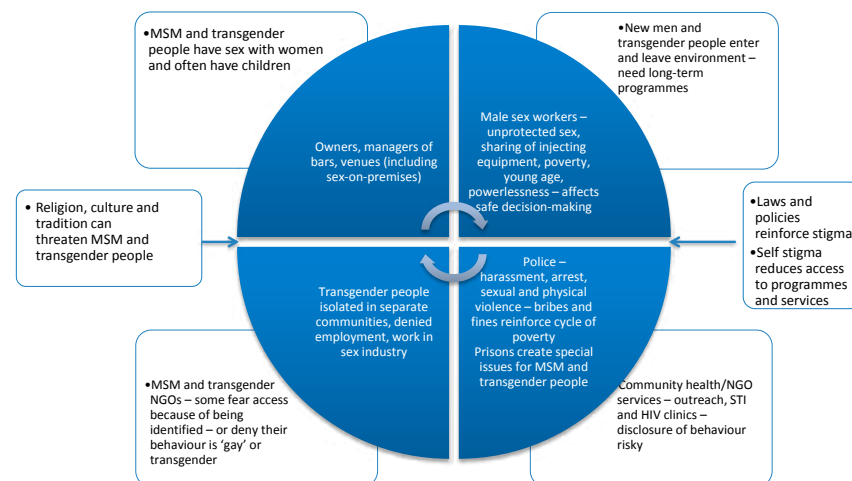 •MSM and transgender
people have sex with women
and often have children
•New men and
transgender people enter
and leave environment –
need long-term
programmes
Owners, managers of
bars, venues (including
sex-on-premises)
Male sex workers –
unprotected sex,
sharing of injecting
equipment, poverty,
young age,
powerlessness – affects
safe decision-making
• Religion, culture and
tradition can
threaten MSM and
transgender people
•Laws and
policies
reinforce stigma
•Self stigma
reduces access
to programmes
and services
Transgender people
isolated in separate
communities, denied
employment, work in
sex industry
Police –
harassment, arrest,
sexual and physical
violence – bribes and
fines reinforce cycle of
poverty
Prisons create special
issues for MSM and
transgender people
•MSM and transgender
NGOs – some fear access
because of being
identified – or deny their
behaviour is ‘gay’ or
transgender
Community health/NGO
services – outreach, STI
and HIV clinics –
disclosure of behaviour
risky